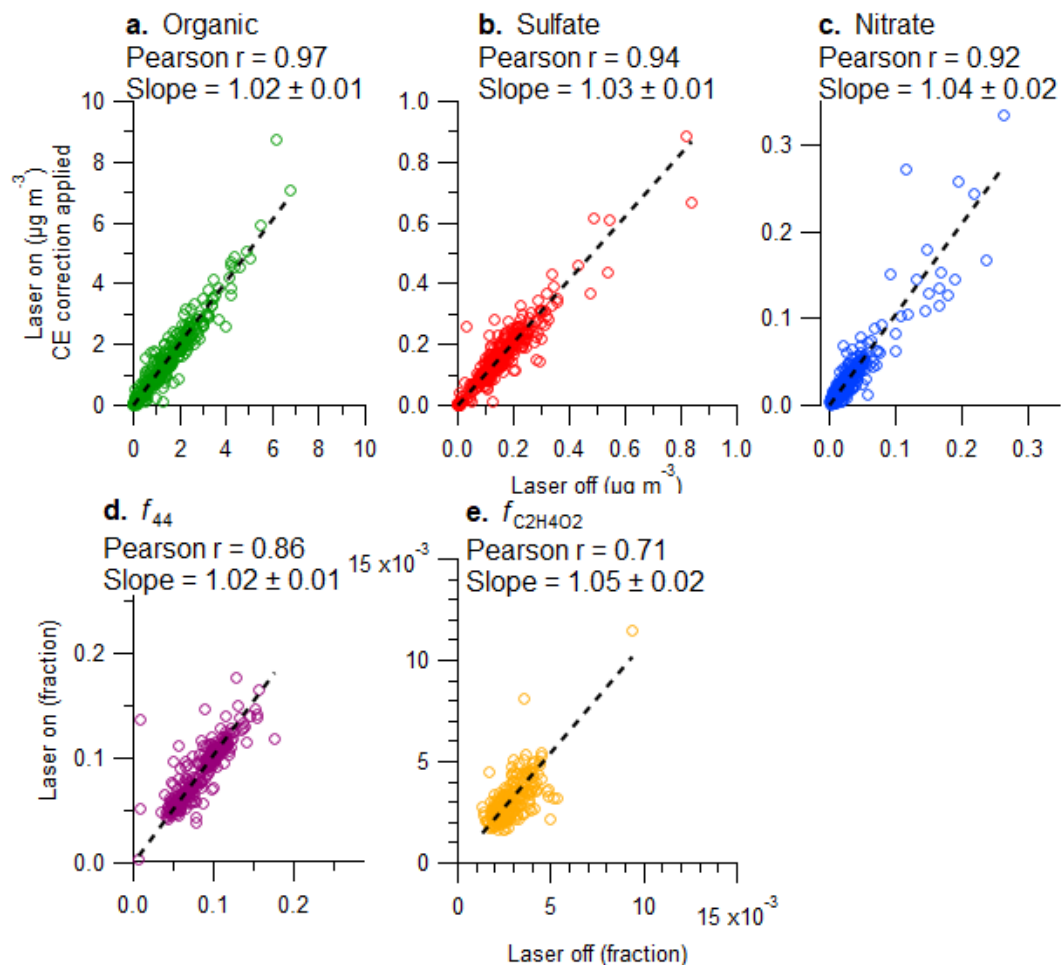 a. Organic
Pearson r = 0.97
Slope = 1.02 ± 0.01
10
8
6
4
2
0
0
2
4
6
8
10
Laser on (µg m⁻³)
CE correction applied
b. Sulfate
Pearson r = 0.94
Slope = 1.03 ± 0.01
1.0
0.8
0.6
0.4
0.2
0.0
0.0
0.2
0.4
0.6
0.8
1.0
Laser off (µg m⁻³)
c. Nitrate
Pearson r = 0.92
Slope = 1.04 ± 0.02
0.3
0.2
0.1
0.0
0.0
0.1
0.2
0.3
d. f₄₄
Pearson r = 0.86
Slope = 1.02 ± 0.01
0.2
0.1
0.0
0.0
0.1
0.2
Laser on (fraction)
e. f_C2H4O2
Pearson r = 0.71
Slope = 1.05 ± 0.02
15 x10⁻³
10
5
0
0
5
10
15 x10⁻³
Laser off (fraction)